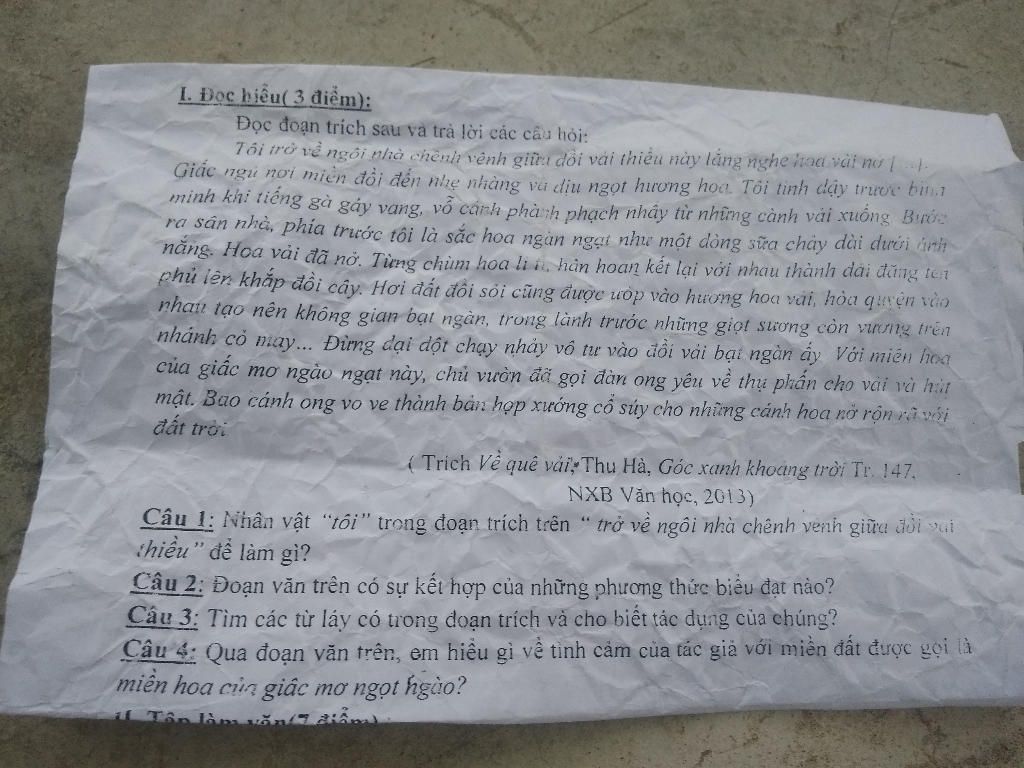 I. Đọc hiểu( 3 điểm):
Đọc đoạn trích sau và trả lời các câu hỏi:
Tôi trở về ngôi nhà chênh vênh giữa đồi vải thiều này lắng nghe hoa vải nở [...].
Giấc ngủ nơi miền đồi đến nhẹ nhàng và dịu ngọt hương hoa. Tôi tỉnh dậy trước bình
minh khi tiếng gà gáy vang, vỗ cánh phành phạch nhảy từ những cành vải xuống. Bước
ra sân nhà, phía trước tôi là sắc hoa ngàn ngạt như một dòng sữa chảy dài dưới ánh
nắng. Hoa vải đã nở. Từng chùm hoa li ti, hân hoan kết lại với nhau thành dải đăng ten
phủ lên khắp đồi cây. Hơi đất đồi sỏi cũng được ướp vào hương hoa vải, hòa quyện vào
nhau tạo nên không gian bạt ngàn, trong lành trước những giọt sương còn vương trên
nhánh cỏ may... Đừng dại dột chạy nhảy vô tư vào đồi vải bạt ngàn ấy. Với miền hoa
của giấc mơ ngào ngạt này, chủ vườn đã gọi đàn ong yêu về thụ phấn cho vải và hút
mật. Bao cánh ong vo ve thành bản hợp xướng cổ súy cho những cánh hoa nở rộn rã với
đất trời
( Trích Về quê vải, Thu Hà, Góc xanh khoảng trời Tr. 147,
NXB Văn học, 2013)
Câu 1: Nhân vật "tôi" trong đoạn trích trên " trở về ngôi nhà chênh vênh giữa đồi vải
thiều" để làm gì?
Câu 2: Đoạn văn trên có sự kết hợp của những phương thức biểu đạt nào?
Câu 3: Tìm các từ láy có trong đoạn trích và cho biết tác dụng của chúng?
Câu 4: Qua đoạn văn trên, em hiểu gì về tình cảm của tác giả với miền đất được gọi là
miền hoa của giấc mơ ngọt ngào?
II. Tập làm văn(7 điểm) :